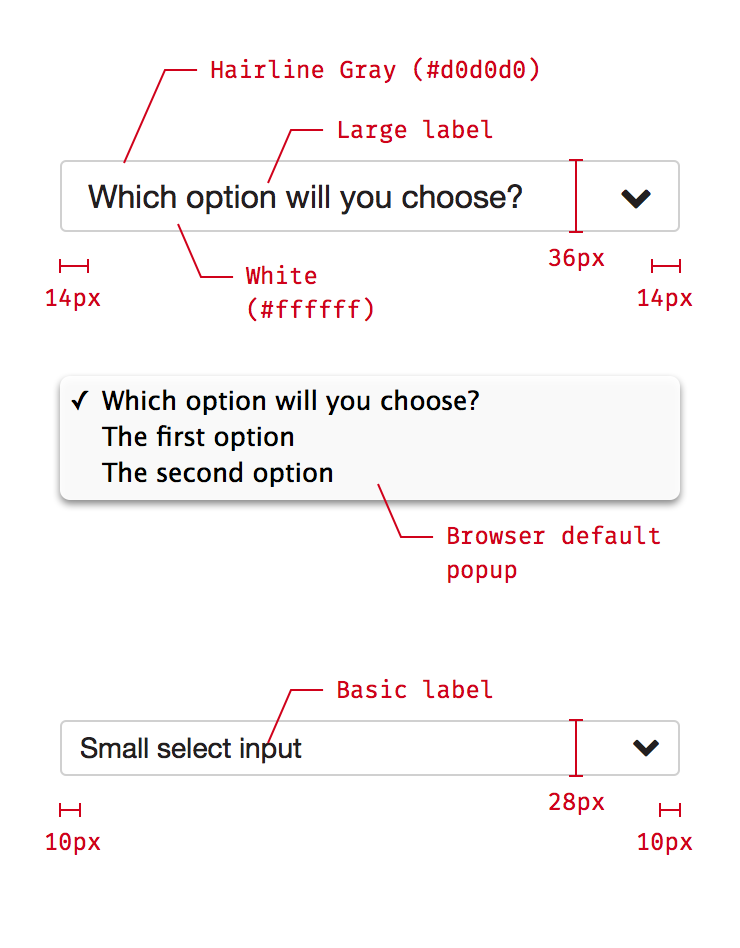 Hairline Gray (#d0d0d0)
Large label
Which option will you choose?
36px
14px
White
(#ffffff)
14px
✓ Which option will you choose?
The first option
The second option
Browser default
popup
Basic label
Small select input
28px
10px
10px